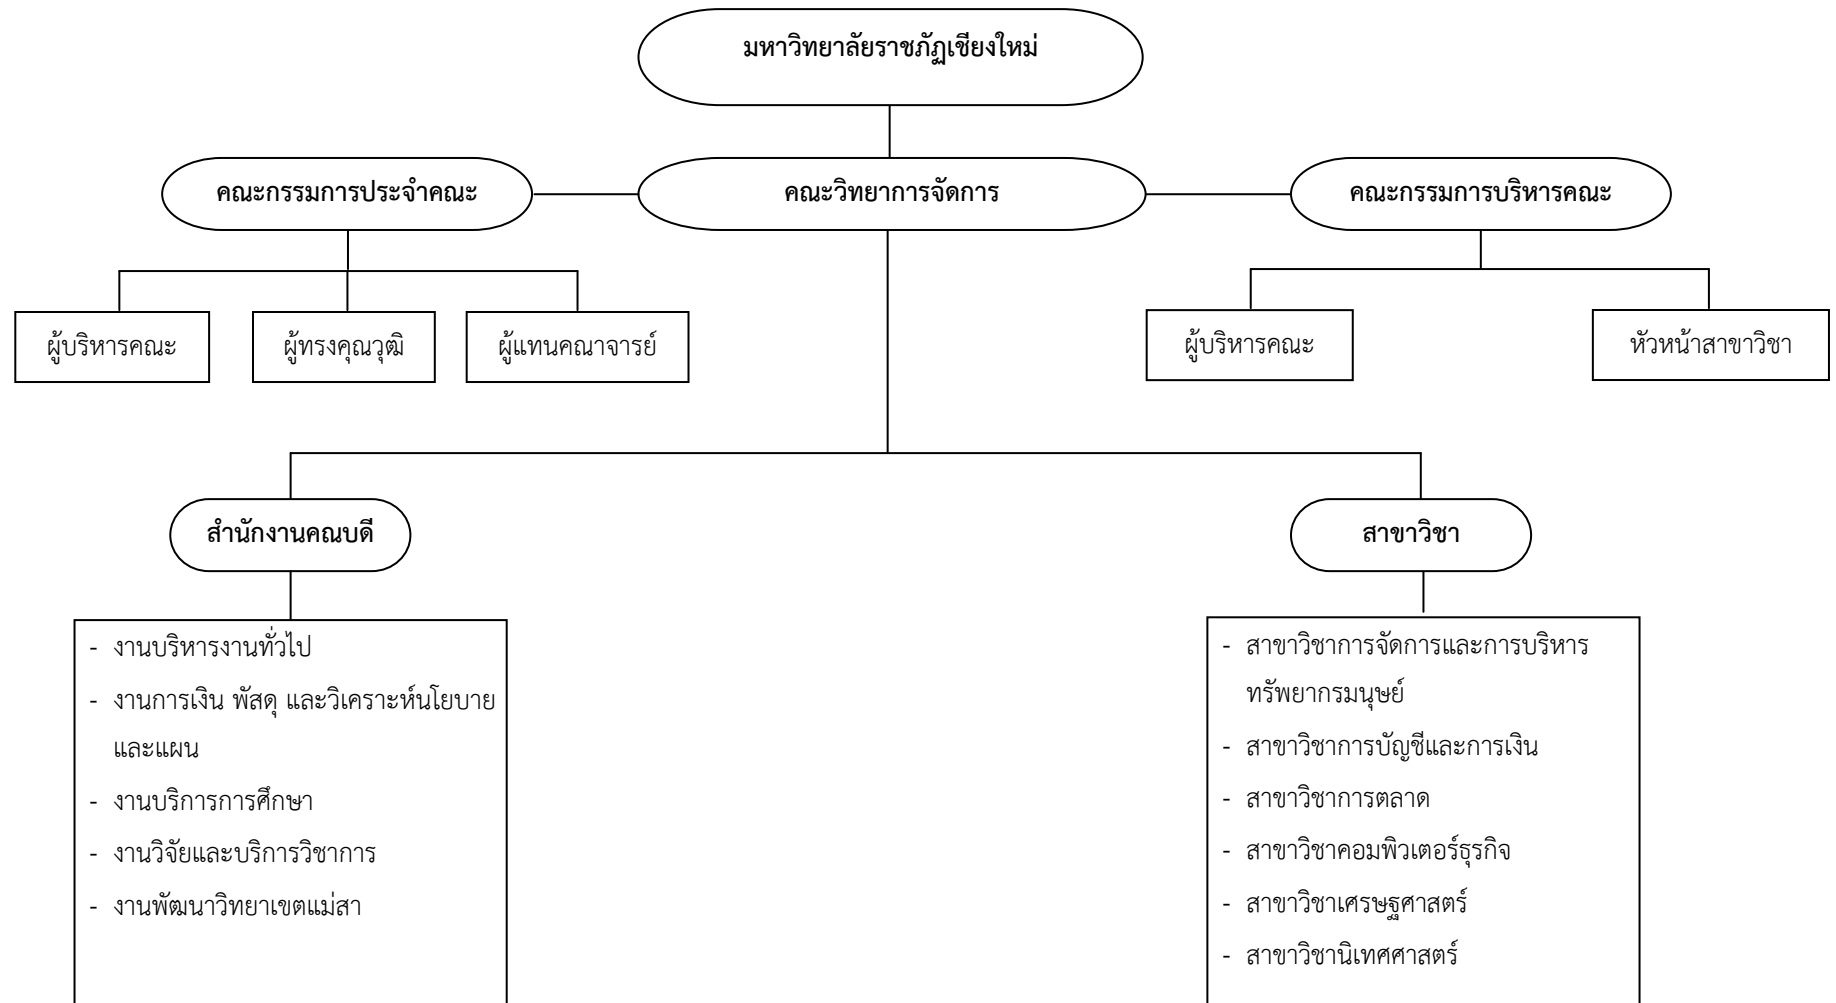 มหาวิทยาลัยราชภัฏเชียงใหม่
คณะกรรมการประจำคณะ
คณะวิทยาการจัดการ
คณะกรรมการบริหารคณะ
ผู้บริหารคณะ
ผู้ทรงคุณวุฒิ
ผู้แทนคณาจารย์
ผู้บริหารคณะ
หัวหน้าสาขาวิชา
สำนักงานคณบดี
- งานบริหารงานทั่วไป
- งานการเงิน พัสดุ และวิเคราะห์นโยบาย
และแผน
- งานบริการการศึกษา
- งานวิจัยและบริการวิชาการ
- งานพัฒนาวิทยาเขตแม่สา
สาขาวิชา
- สาขาวิชาการจัดการและการบริหาร
ทรัพยากรมนุษย์
- สาขาวิชาการบัญชีและการเงิน
- สาขาวิชาการตลาด
- สาขาวิชาคอมพิวเตอร์ธุรกิจ
- สาขาวิชาเศรษฐศาสตร์
- สาขาวิชานิเทศศาสตร์